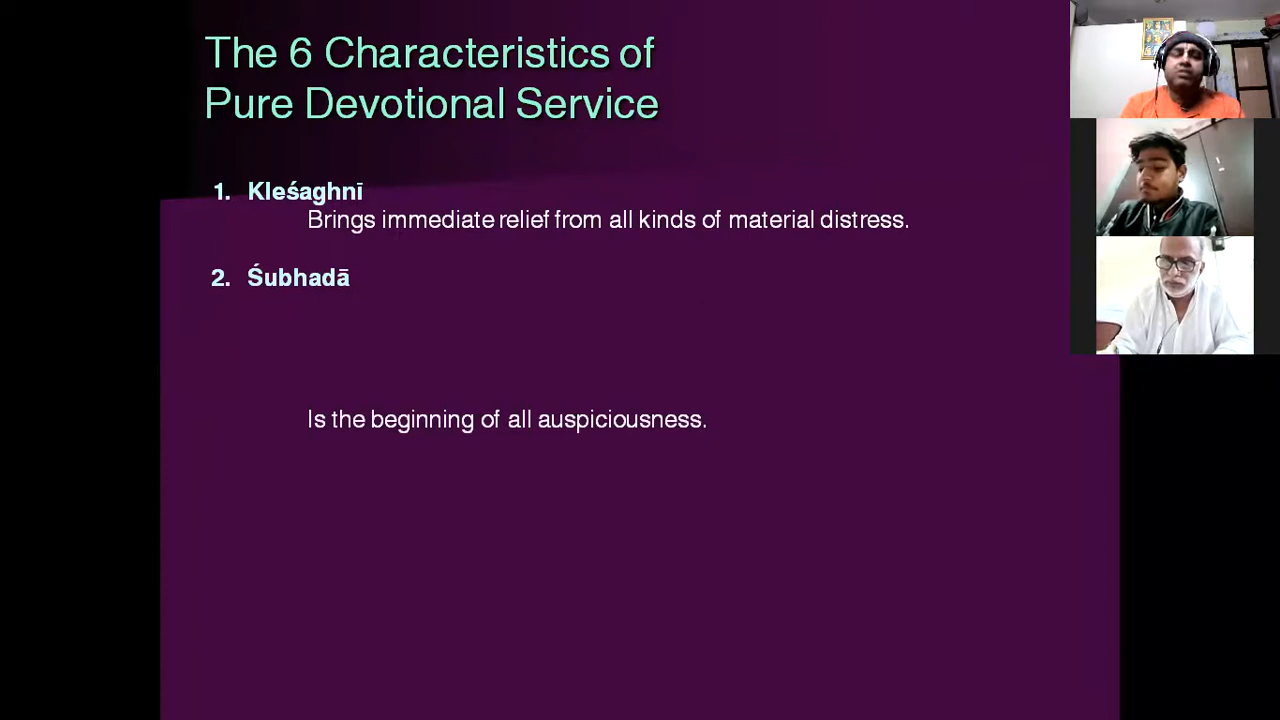 The 6 Characteristics of
Pure Devotional Service
1. Kleśaghnī
Brings immediate relief from all kinds of material distress.
2. Śubhadā
Is the beginning of all auspiciousness.